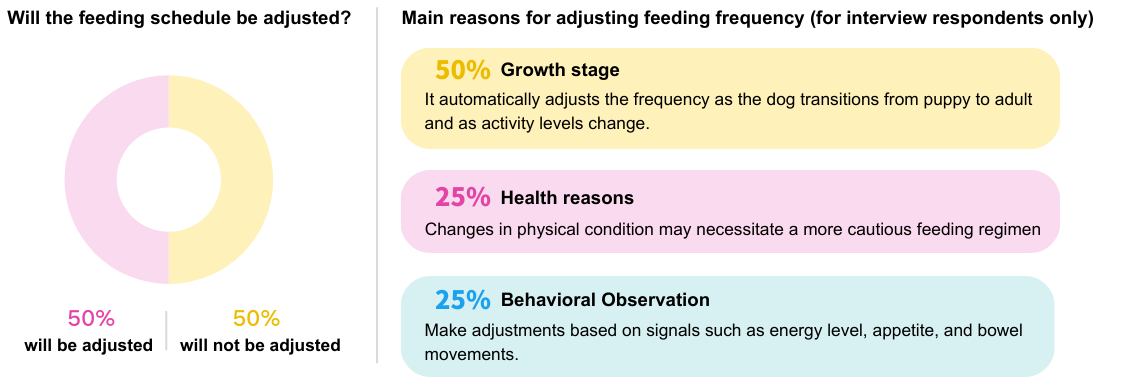 Will the feeding schedule be adjusted?
50%
will be adjusted
50%
will not be adjusted
Main reasons for adjusting feeding frequency (for interview respondents only)
50% Growth stage
It automatically adjusts the frequency as the dog transitions from puppy to adult
and as activity levels change.
25% Health reasons
Changes in physical condition may necessitate a more cautious feeding regimen
25% Behavioral Observation
Make adjustments based on signals such as energy level, appetite, and bowel
movements.